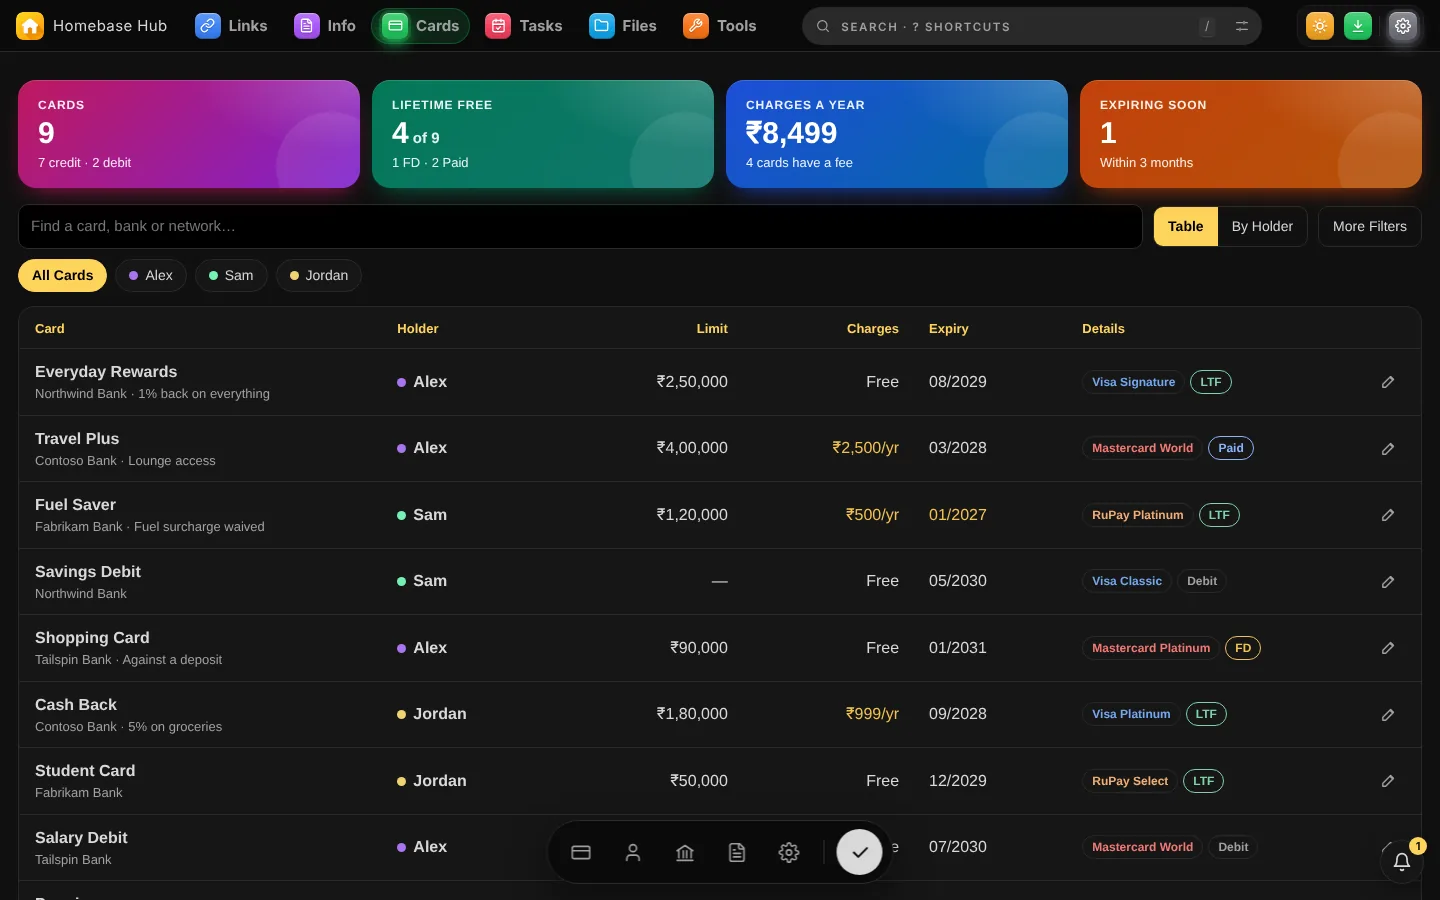 Homebase Hub
Links
Info
Cards
Tasks
Files
Tools
SEARCH · ? SHORTCUTS
/
CARDS
9
7 credit · 2 debit
LIFETIME FREE
4 of 9
1 FD · 2 Paid
CHARGES A YEAR
₹8,499
4 cards have a fee
EXPIRING SOON
1
Within 3 months
Find a card, bank or network…
Table
By Holder
More Filters
All Cards
Alex
Sam
Jordan
Card Holder Limit Charges Expiry Details
Everyday Rewards
Northwind Bank · 1% back on everything
Alex ₹2,50,000 Free 08/2029 Visa Signature LTF
Travel Plus
Contoso Bank · Lounge access
Alex ₹4,00,000 ₹2,500/yr 03/2028 Mastercard World Paid
Fuel Saver
Fabrikam Bank · Fuel surcharge waived
Sam ₹1,20,000 ₹500/yr 01/2027 RuPay Platinum LTF
Savings Debit
Northwind Bank
Sam — Free 05/2030 Visa Classic Debit
Shopping Card
Tailspin Bank · Against a deposit
Alex ₹90,000 Free 01/2031 Mastercard Platinum FD
Cash Back
Contoso Bank · 5% on groceries
Jordan ₹1,80,000 ₹999/yr 09/2028 Visa Platinum LTF
Student Card
Fabrikam Bank
Jordan ₹50,000 Free 12/2029 RuPay Select LTF
Salary Debit
Tailspin Bank
Alex 07/2030 Mastercard World Debit
1